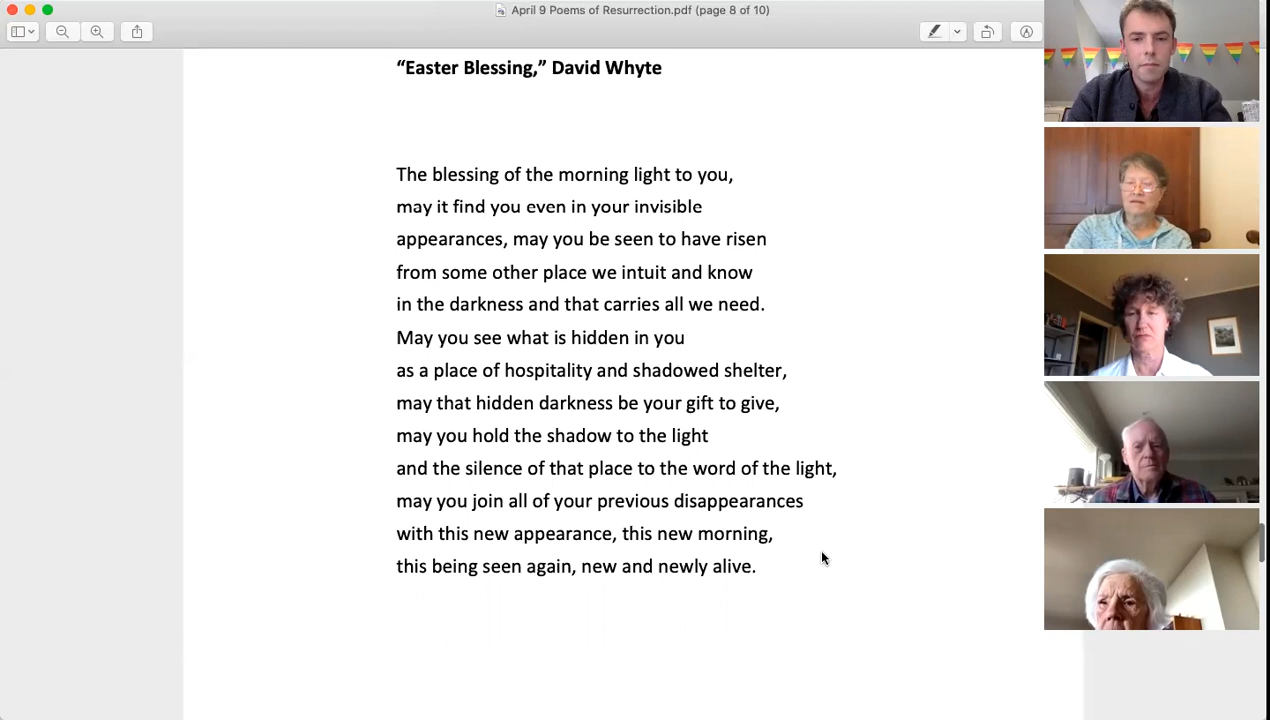 April 9 Poems of Resurrection.pdf (page 8 of 10)
“Easter Blessing,” David Whyte
The blessing of the morning light to you,
may it find you even in your invisible
appearances, may you be seen to have risen
from some other place we intuit and know
in the darkness and that carries all we need.
May you see what is hidden in you
as a place of hospitality and shadowed shelter,
may that hidden darkness be your gift to give,
may you hold the shadow to the light
and the silence of that place to the word of the light,
may you join all of your previous disappearances
with this new appearance, this new morning,
this being seen again, new and newly alive.